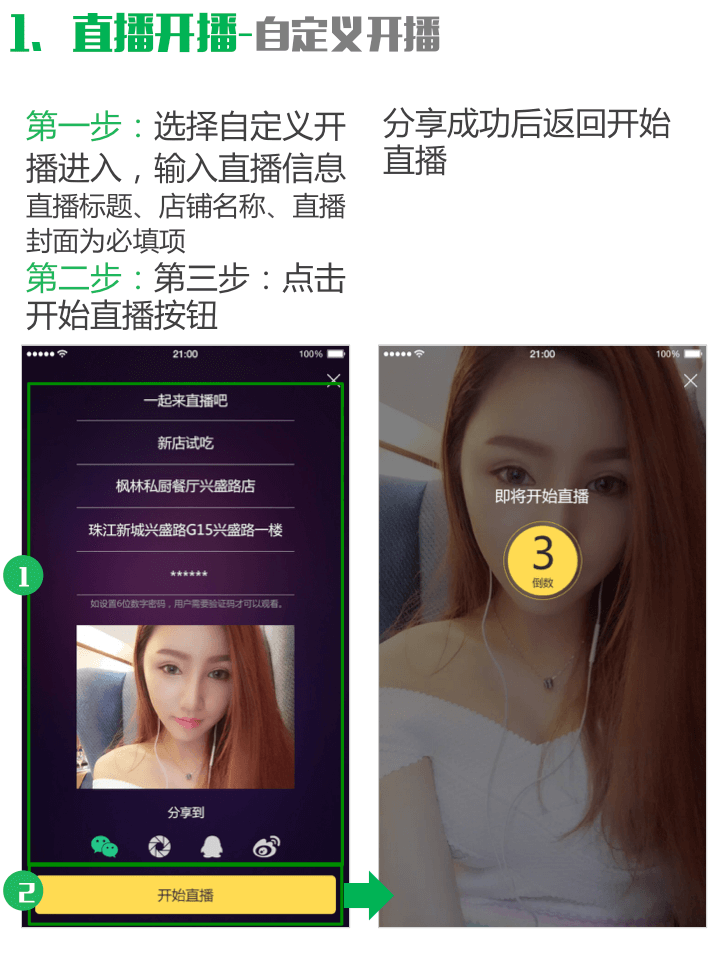 1、直播开播-自定义开播
第一步：选择自定义开
播进入，输入直播信息
直播标题、店铺名称、直播
封面为必填项
第二步：第三步：点击
开始直播按钮
分享成功后返回开始
直播
21:00
100%
一起来直播吧
新店试吃
枫林私厨餐厅兴盛路店
珠江新城兴盛路G15兴盛路一楼
******
如设置6位数字密码，用户需要验证码才可以观看。
分享到
开始直播
1
2
21:00
100%
即将开始直播
3
倒数